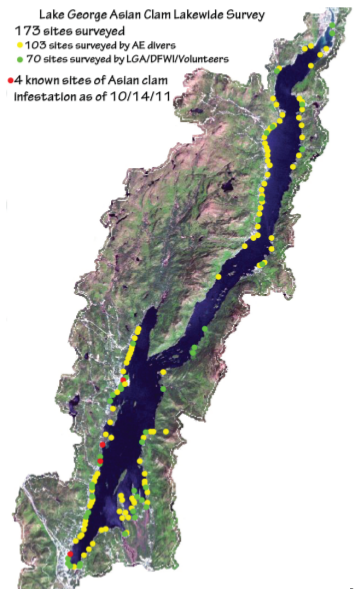 Lake George Asian Clam Lakewide Survey
173 sites surveyed
103 sites surveyed by AE divers
70 sites surveyed by LGA/DFWI/Volunteers
4 known sites of Asian clam
infestation as of 10/14/11